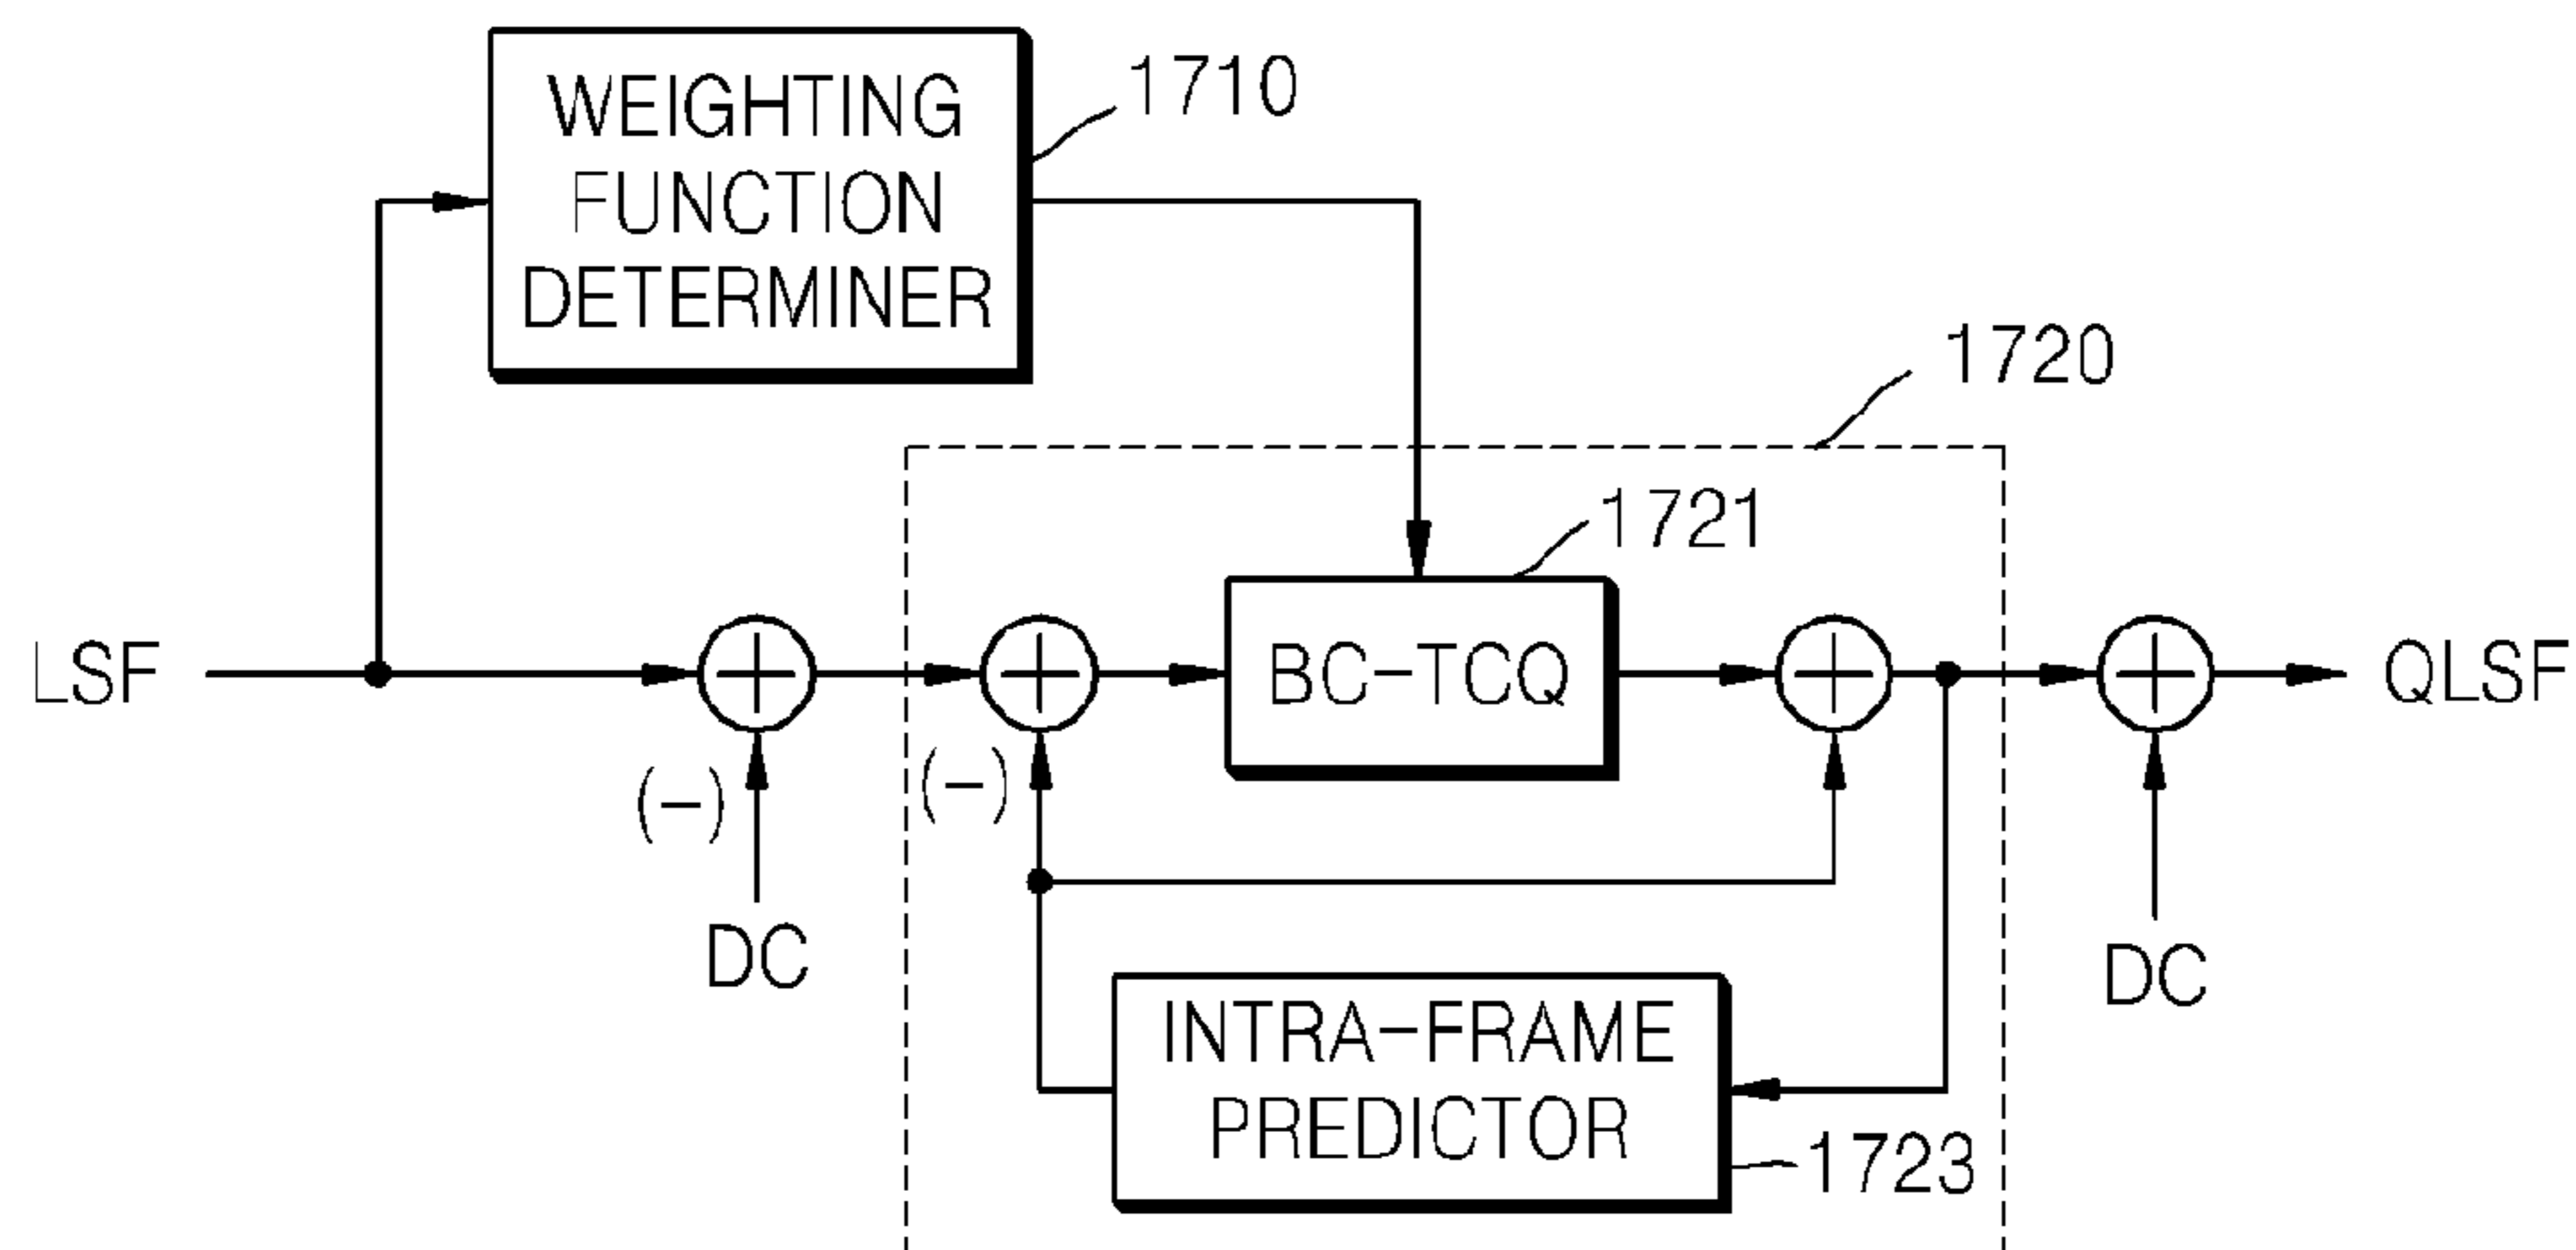 WEIGHTING
FUNCTION
DETERMINER
1710
1720
1721
LSF
BC-TCQ
QLSF
(-)
(-)
DC
DC
INTRA-FRAME
PREDICTOR
1723